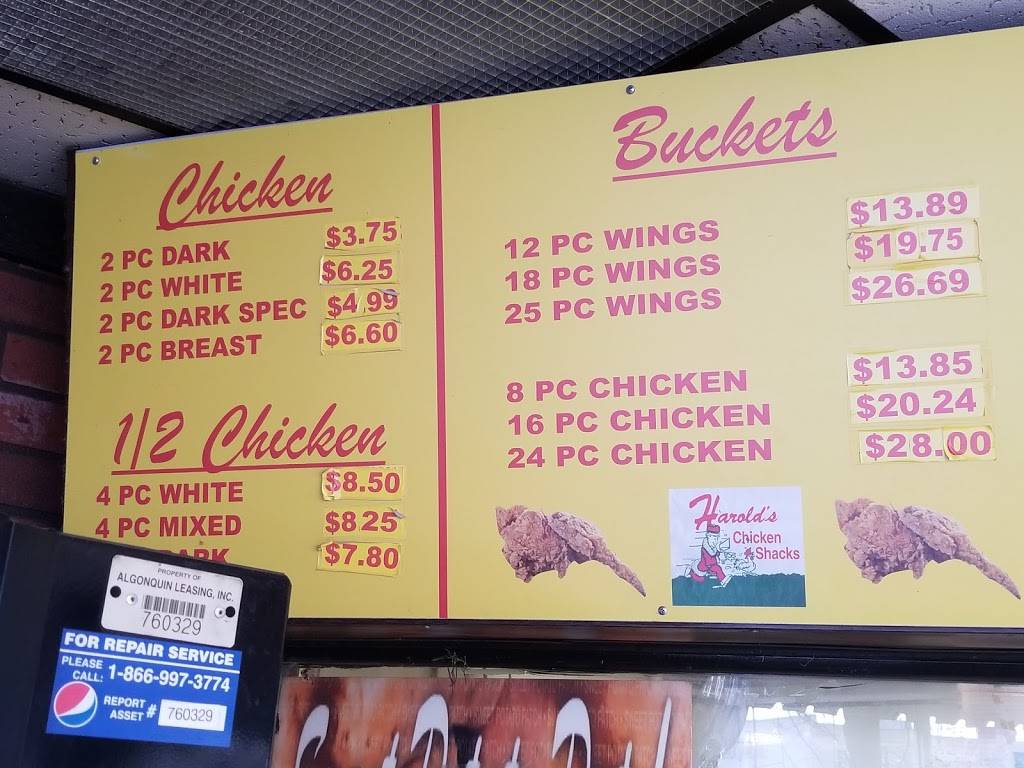 Chicken
2 PC DARK $3.75
2 PC WHITE $6.25
2 PC DARK SPEC $4.99
2 PC BREAST $6.60
1/2 Chicken
4 PC WHITE $8.50
4 PC MIXED $8.25
DARK $7.80
Buckets
12 PC WINGS $13.89
18 PC WINGS $19.75
25 PC WINGS $26.69
8 PC CHICKEN $13.85
16 PC CHICKEN $20.24
24 PC CHICKEN $28.00
Harold's
Chicken
Shacks
PROPERTY OF
ALGONQUIN LEASING, INC.
760329
FOR REPAIR SERVICE
PLEASE CALL: 1-866-997-3774
REPORT ASSET # 760329